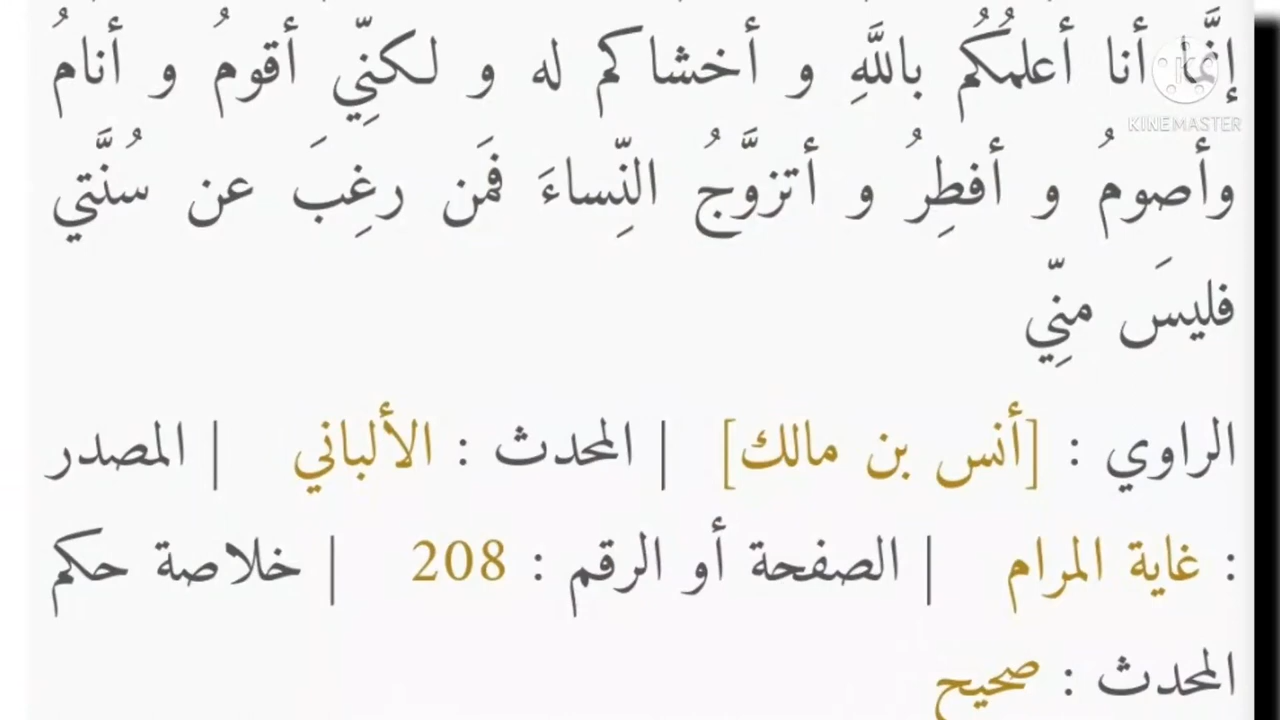 إنَّما أنا أعلمُكُم باللَّهِ و أخشاكم له و لكنِّي أقومُ و أنامُ
KINEMASTER
وأصومُ و أفطِرُ و أتزوَّجُ النِّساءَ فَمَن رغِبَ عن سُنَّتي
فليسَ منِّي
الراوي : [أنس بن مالك] | المحدث : الألباني | المصدر
: غاية المرام | الصفحة أو الرقم : 208 | خلاصة حكم
المحدث : صحيح